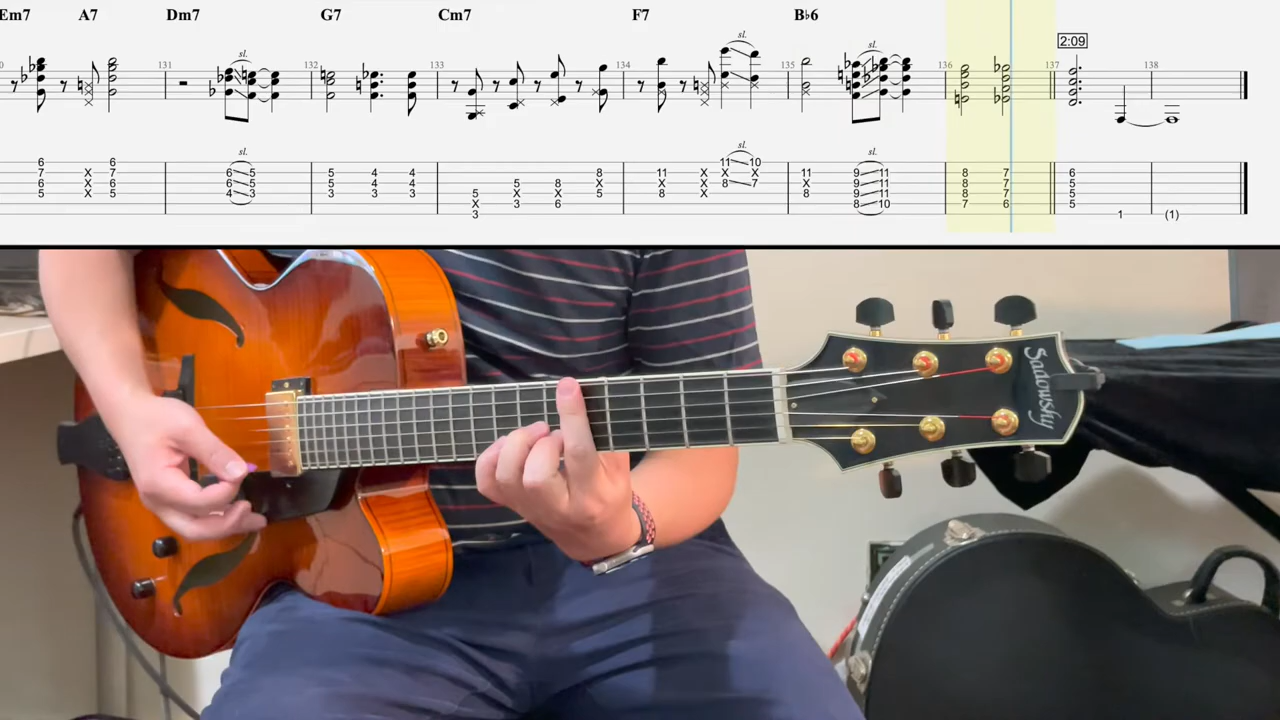 Em7 A7 Dm7 G7 Cm7 F7 B♭6
2:09
sl. sl. sl.
0 131 132 133 134 135 136 137 138
sl. sl. sl.
6 X 6 6 5 11 10
7 X 7 6 5 5 4 4 8 11 X X X 11 9 11 8 7 6
6 X 6 6 5 5 4 4 5 X 8 X X X 8 7 X 9 11 8 7 5
5 X 5 4 3 3 3 3 5 X X 5 8 X 8 9 11 8 7 5
X 3 6 8 10 7 6 5
3 1 (1)
Sadowsky